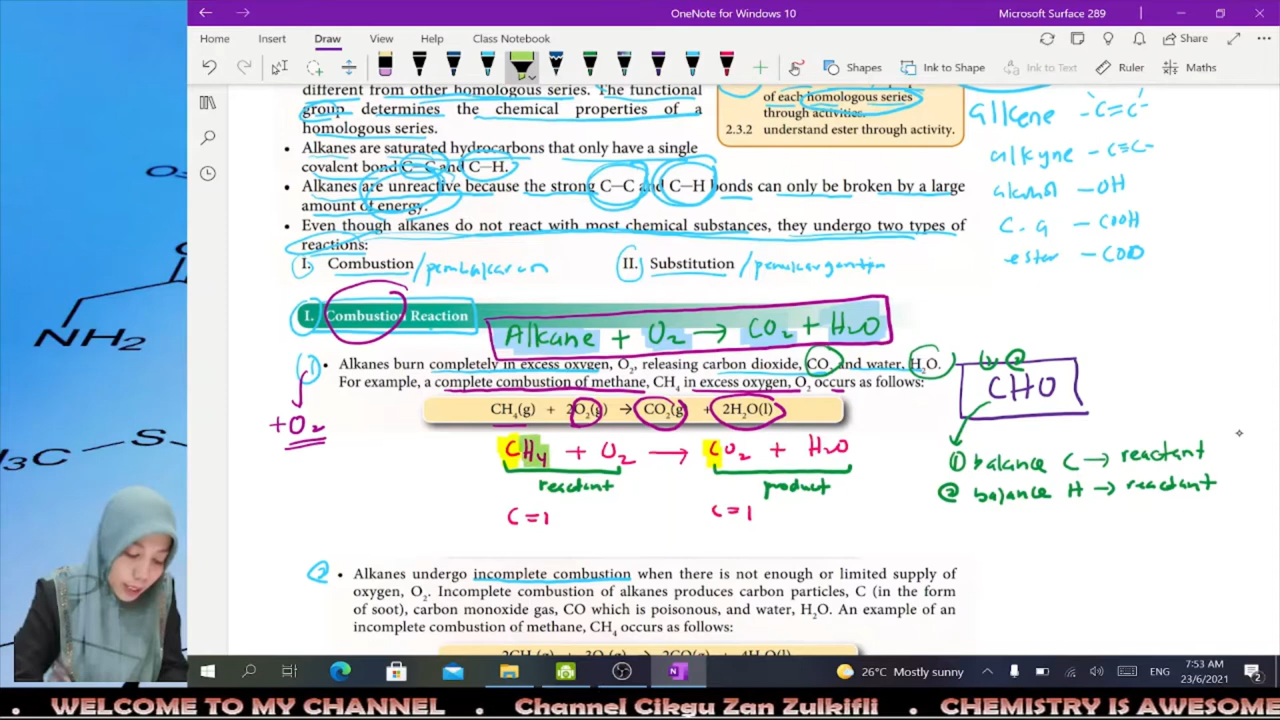 OneNote for Windows 10
Microsoft Surface 289
Home Insert Draw View Help Class Notebook
Share
Shapes
Ink to Shape
Ink to Text
Ruler
Maths
different from other homologous series. The functional
group determines the chemical properties of a
homologous series.
of each homologous series
through activities.
2.3.2 understand ester through activity.
alkene -C=C-
alkyne -C≡C-
alcohol -OH
C.a - COOH
ester - COO
• Alkanes are saturated hydrocarbons that only have a single
covalent bond C–C and C–H.
• Alkanes are unreactive because the strong C–C and C–H bonds can only be broken by a large
amount of energy.
• Even though alkanes do not react with most chemical substances, they undergo two types of
reactions:
I. Combustion / pembakaran
II. Substitution /
I. Combustion Reaction
Alkane + O₂ → CO₂ + H₂O
① • Alkanes burn completely in excess oxygen, O₂, releasing carbon dioxide, CO₂ and water, H₂O.
For example, a complete combustion of methane, CH₄ in excess oxygen, O₂ occurs as follows:
CH₄(g) + 2O₂(g) → CO₂(g) + 2H₂O(l)
+O₂
CHO
CH₄ + O₂ → CO₂ + H₂O
reactant product
C=1 C=1
① balance C → reactant
② balance H → reactant
② • Alkanes undergo incomplete combustion when there is not enough or limited supply of
oxygen, O₂. Incomplete combustion of alkanes produces carbon particles, C (in the form
of soot), carbon monoxide gas, CO which is poisonous, and water, H₂O. An example of an
incomplete combustion of methane, CH₄ occurs as follows:
NH₂
H₃C
S
26°C Mostly sunny
ENG
7:53 AM
23/6/2021
• WELCOME TO MY CHANNEL • Channel Cikgu Zan Zulkifli • CHEMISTRY IS AWESOME